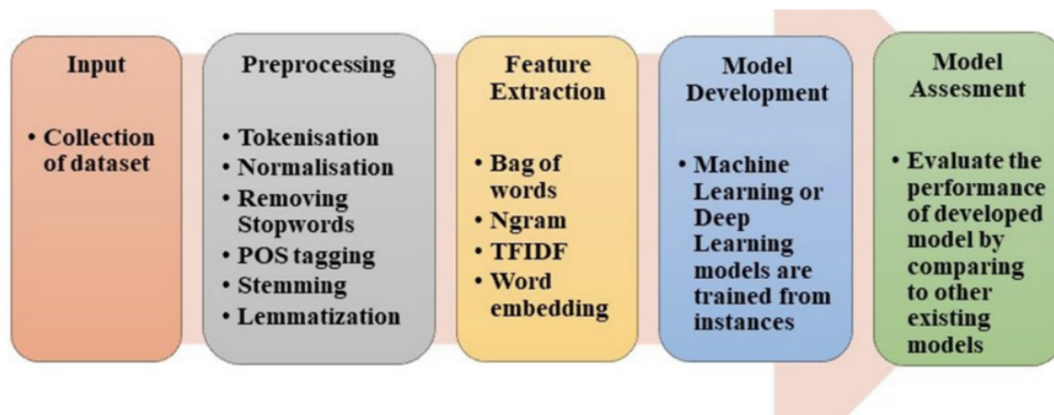 Input
• Collection
of dataset
Preprocessing
• Tokenisation
• Normalisation
• Removing
Stopwords
• POS tagging
• Stemming
• Lemmatization
Feature
Extraction
• Bag of
words
• Ngram
• TFIDF
• Word
embedding
Model
Development
• Machine
Learning or
Deep
Learning
models are
trained from
instances
Model
Assesment
• Evaluate the
performance
of developed
model by
comparing
to other
existing
models